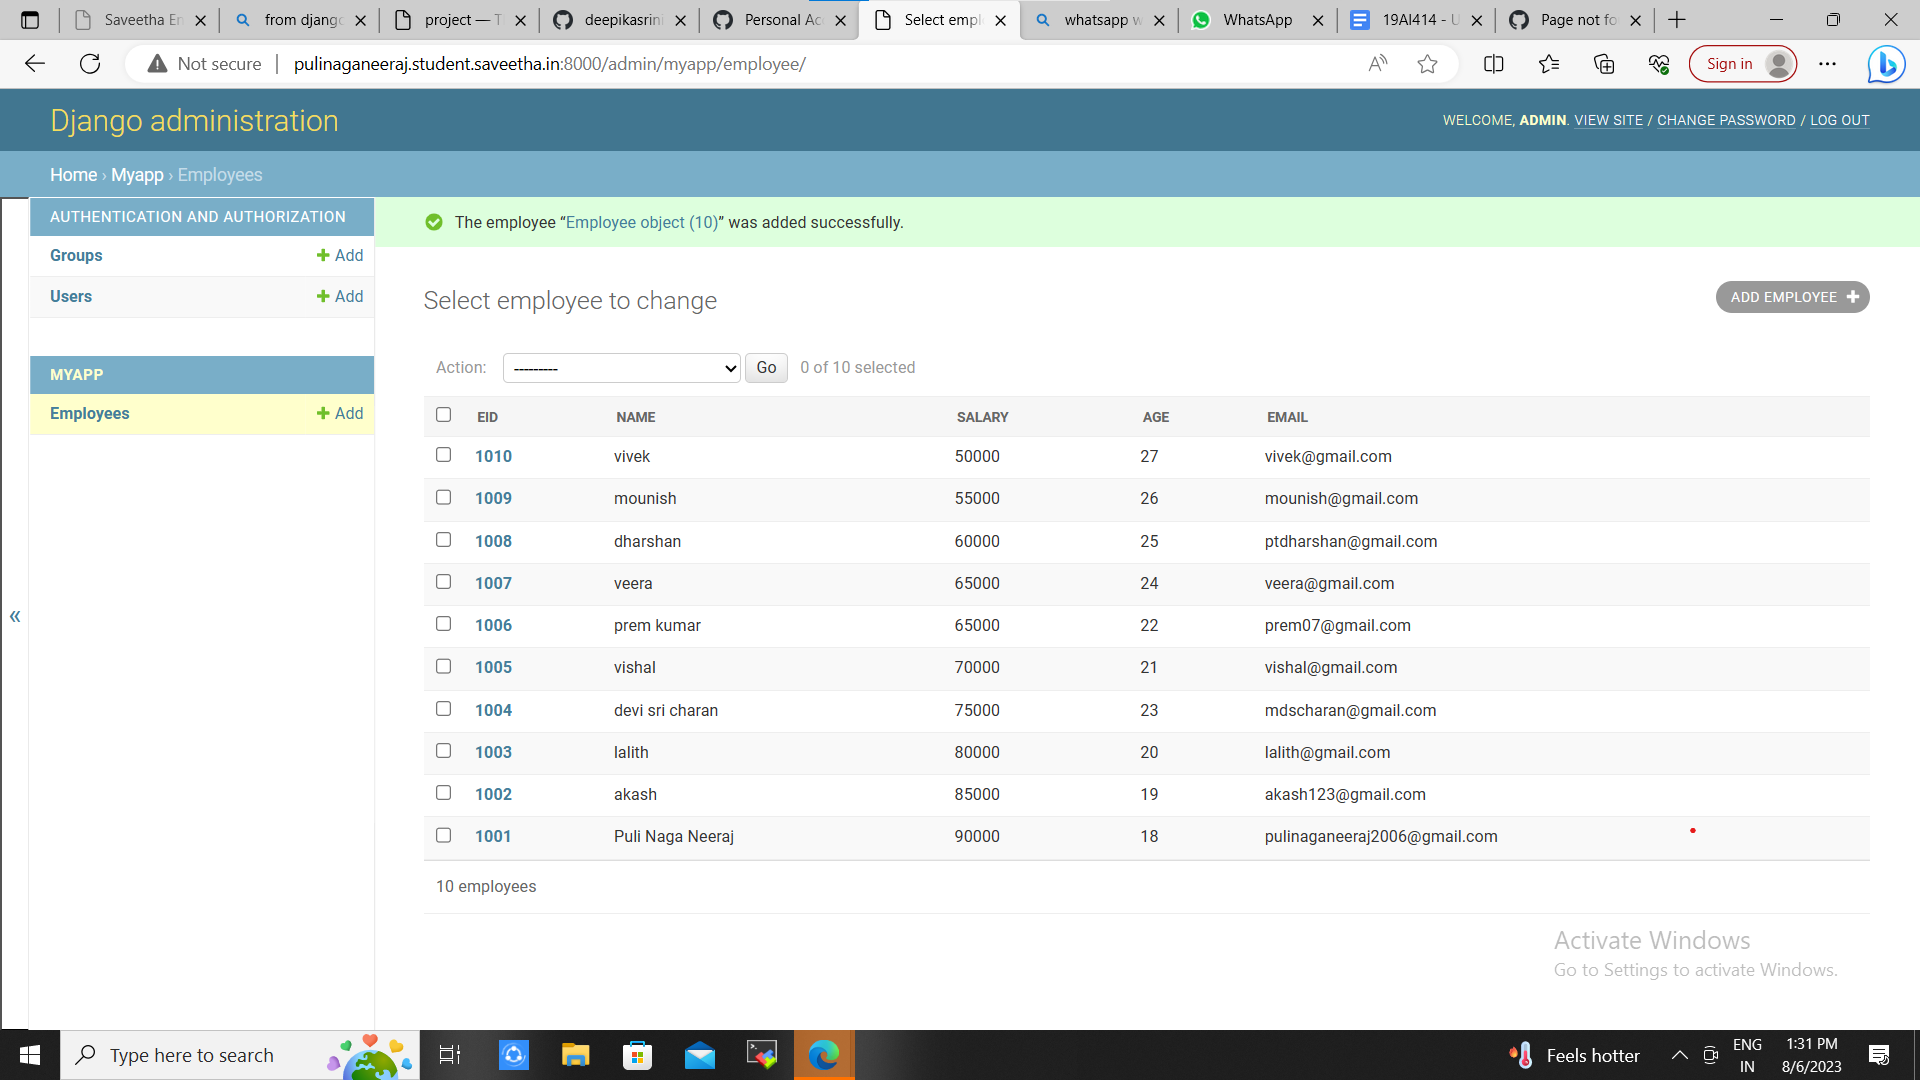 Saveetha En
from django
project — T
deepikasrini
Personal Ac
Select emplo
whatsapp w
WhatsApp
19AI414 - U
Page not fo
Not secure
pulinaganeeraj.student.saveetha.in:8000/admin/myapp/employee/
Sign in
Django administration
WELCOME, ADMIN. VIEW SITE / CHANGE PASSWORD / LOG OUT
Home › Myapp › Employees
AUTHENTICATION AND AUTHORIZATION
Groups + Add
Users + Add
MYAPP
Employees + Add
«
The employee “Employee object (10)” was added successfully.
Select employee to change
ADD EMPLOYEE +
Action: --------- Go 0 of 10 selected
EID NAME SALARY AGE EMAIL
1010 vivek 50000 27 vivek@gmail.com
1009 mounish 55000 26 mounish@gmail.com
1008 dharshan 60000 25 ptdharshan@gmail.com
1007 veera 65000 24 veera@gmail.com
1006 prem kumar 65000 22 prem07@gmail.com
1005 vishal 70000 21 vishal@gmail.com
1004 devi sri charan 75000 23 mdscharan@gmail.com
1003 lalith 80000 20 lalith@gmail.com
1002 akash 85000 19 akash123@gmail.com
1001 Puli Naga Neeraj 90000 18 pulinaganeeraj2006@gmail.com
10 employees
Activate Windows
Go to Settings to activate Windows.
Type here to search
Feels hotter
ENG
IN
1:31 PM
8/6/2023